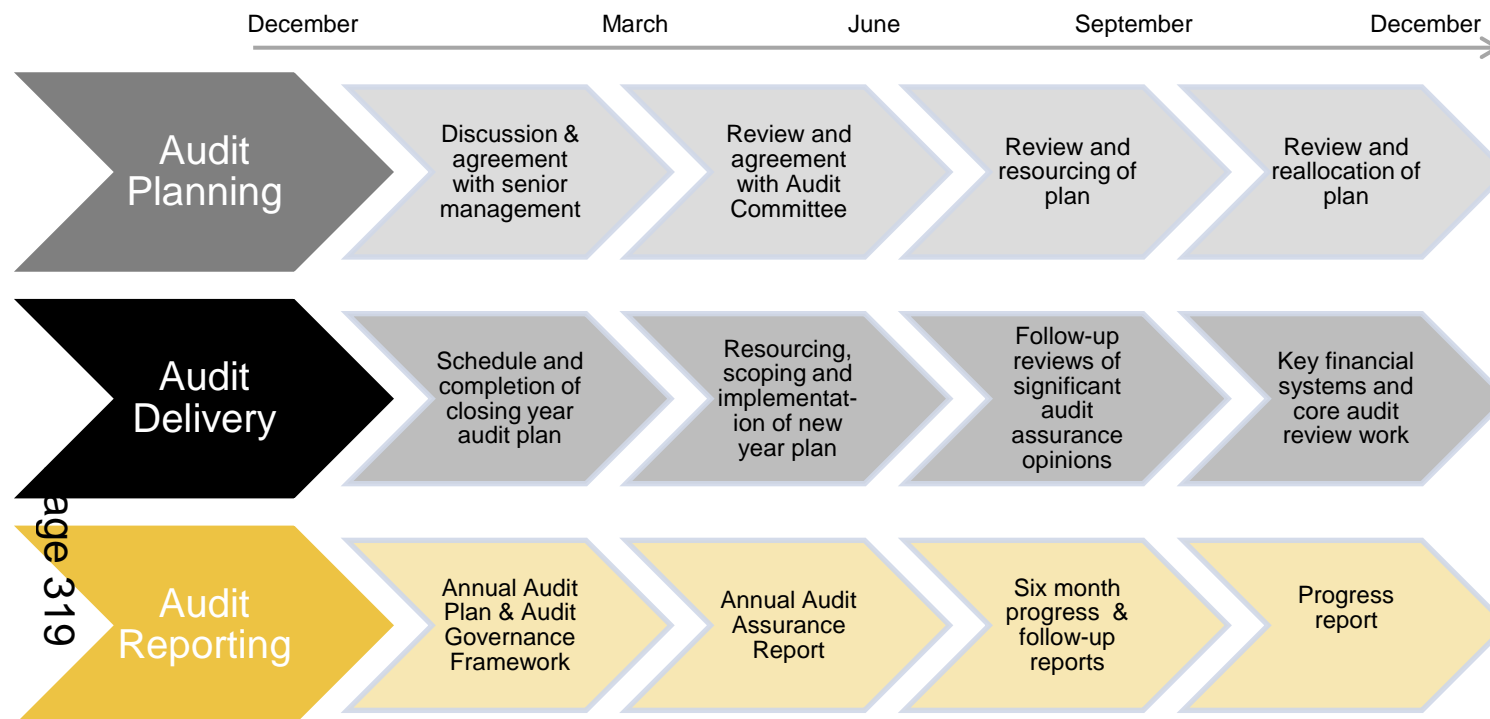 December March June September December
Audit
Planning
Discussion &
agreement
with senior
management
Review and
agreement
with Audit
Committee
Review and
resourcing of
plan
Review and
reallocation of
plan
Audit
Delivery
Schedule and
completion of
closing year
audit plan
Resourcing,
scoping and
implementat-
ion of new
year plan
Follow-up
reviews of
significant
audit
assurance
opinions
Key financial
systems and
core audit
review work
age 319
Audit
Reporting
Annual Audit
Plan & Audit
Governance
Framework
Annual Audit
Assurance
Report
Six month
progress &
follow-up
reports
Progress
report